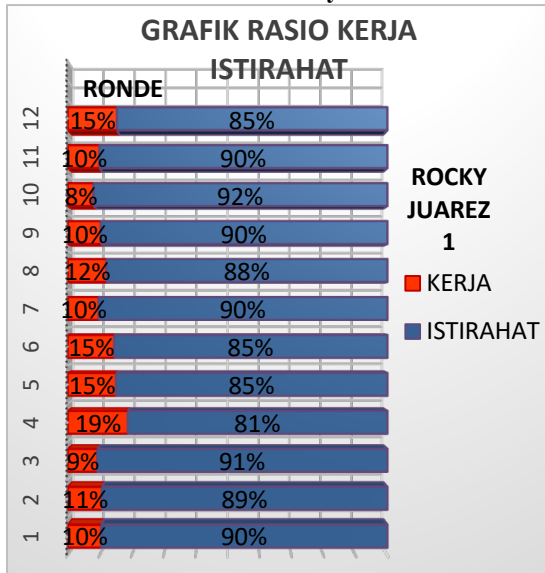 GRAFIK RASIO KERJA
ISTIRAHAT
RONDE
12 15% 85%
11 10% 90%
10 8% 92%
9 10% 90%
8 12% 88%
7 10% 90%
6 15% 85%
5 15% 85%
4 19% 81%
3 9% 91%
2 11% 89%
1 10% 90%
ROCKY
JUAREZ
1
KERJA
ISTIRAHAT